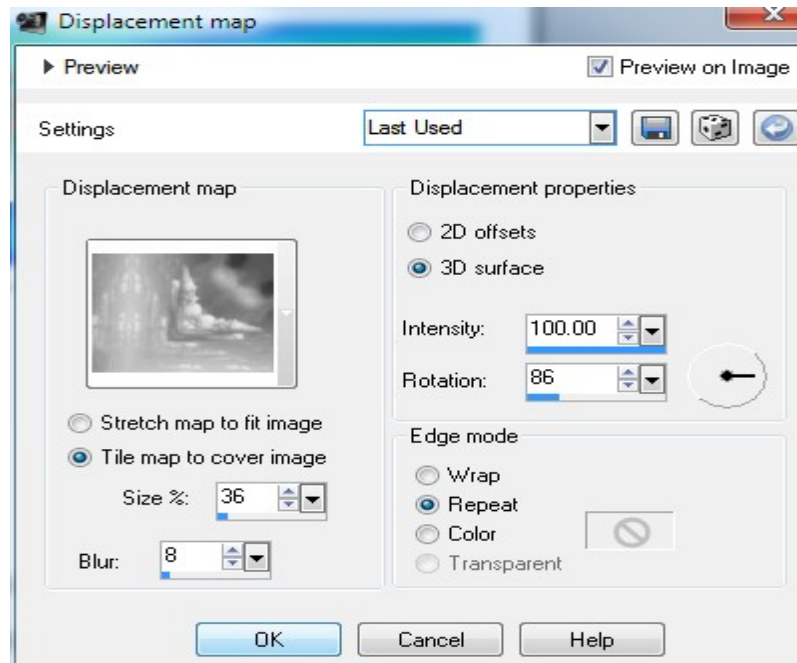 Displacement map
Preview
Preview on Image
Settings
Last Used
Displacement map
Stretch map to fit image
Tile map to cover image
Size %: 36
Blur: 8
Displacement properties
2D offsets
3D surface
Intensity: 100.00
Rotation: 86
Edge mode
Wrap
Repeat
Color
Transparent
OK Cancel Help